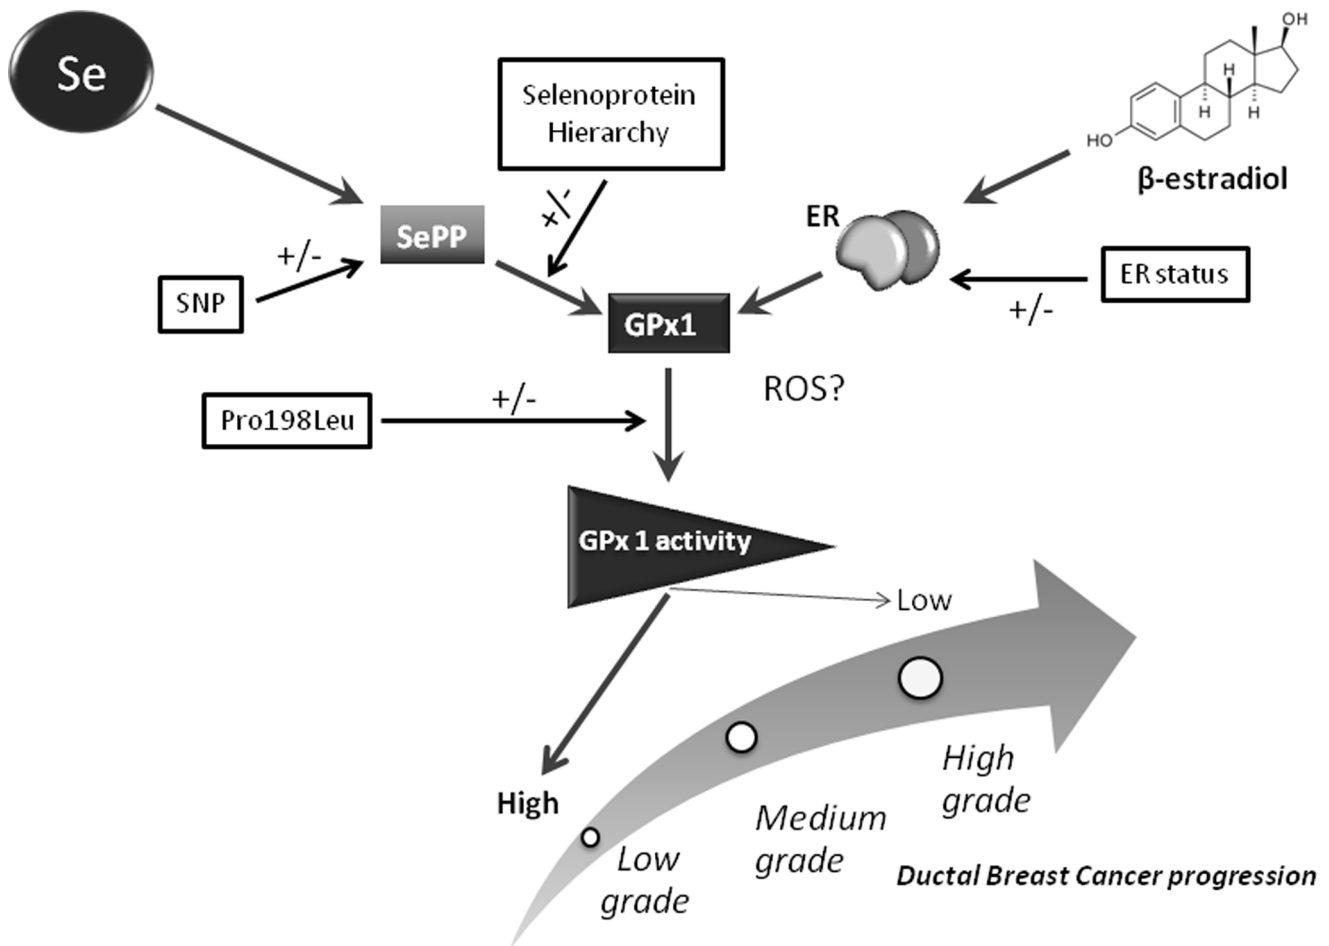 Se
OH
H
H
H
HO
β-estradiol
Selenoprotein
Hierarchy
+/-
SePP
ER
+/-
SNP
ER status
+/-
GPx1
ROS?
Pro198Leu
+/-
GPx 1 activity
Low
High
High
grade
Medium
grade
Low
grade
Ductal Breast Cancer progression